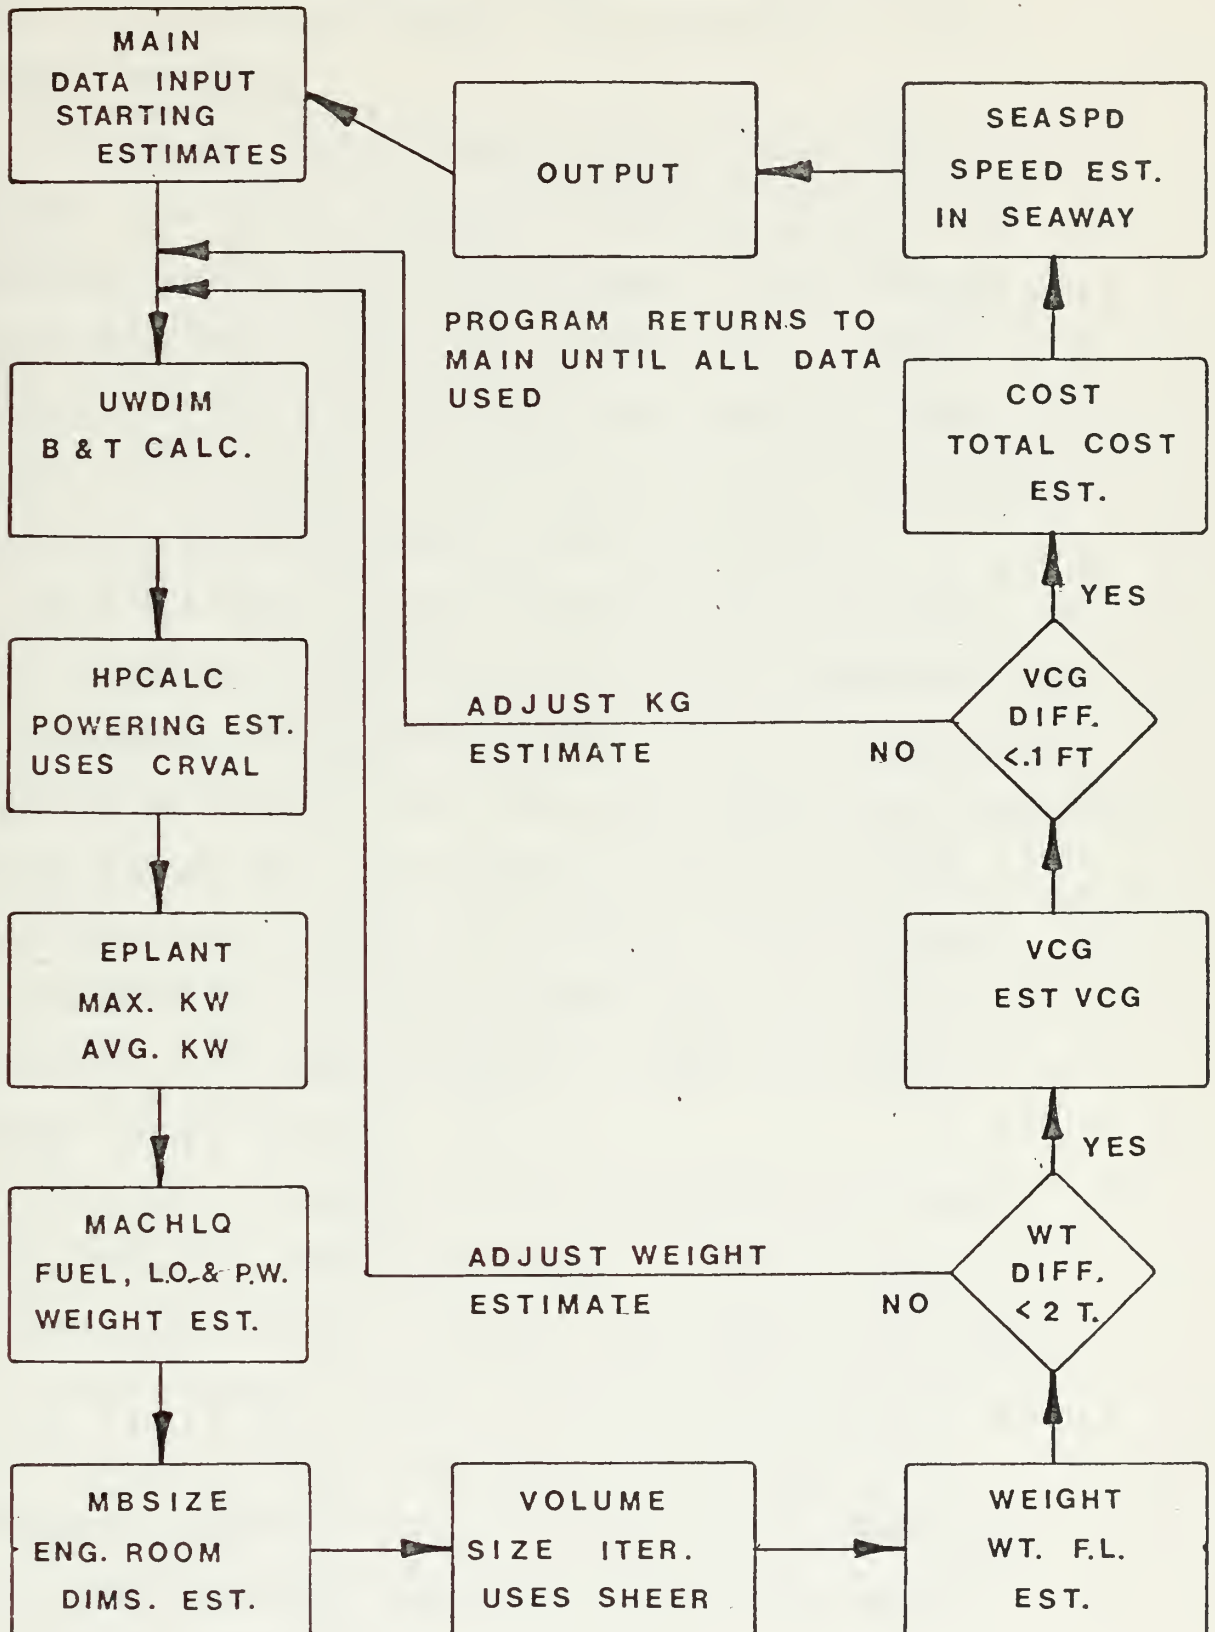 MAIN
DATA INPUT
STARTING
ESTIMATES
OUTPUT
SEASPD
SPEED EST.
IN SEAWAY
PROGRAM RETURNS TO
MAIN UNTIL ALL DATA
USED
UWDIM
B & T CALC.
COST
TOTAL COST
EST.
YES
HPCALC
POWERING EST.
USES CRVAL
ADJUST KG
ESTIMATE
NO
VCG
DIFF.
<.1 FT
EPLANT
MAX. KW
AVG. KW
VCG
EST VCG
YES
MACHLQ
FUEL, L.O. & P.W.
WEIGHT EST.
ADJUST WEIGHT
ESTIMATE
NO
WT
DIFF.
< 2 T.
MBSIZE
ENG. ROOM
DIMS. EST.
VOLUME
SIZE ITER.
USES SHEER
WEIGHT
WT. F.L.
EST.